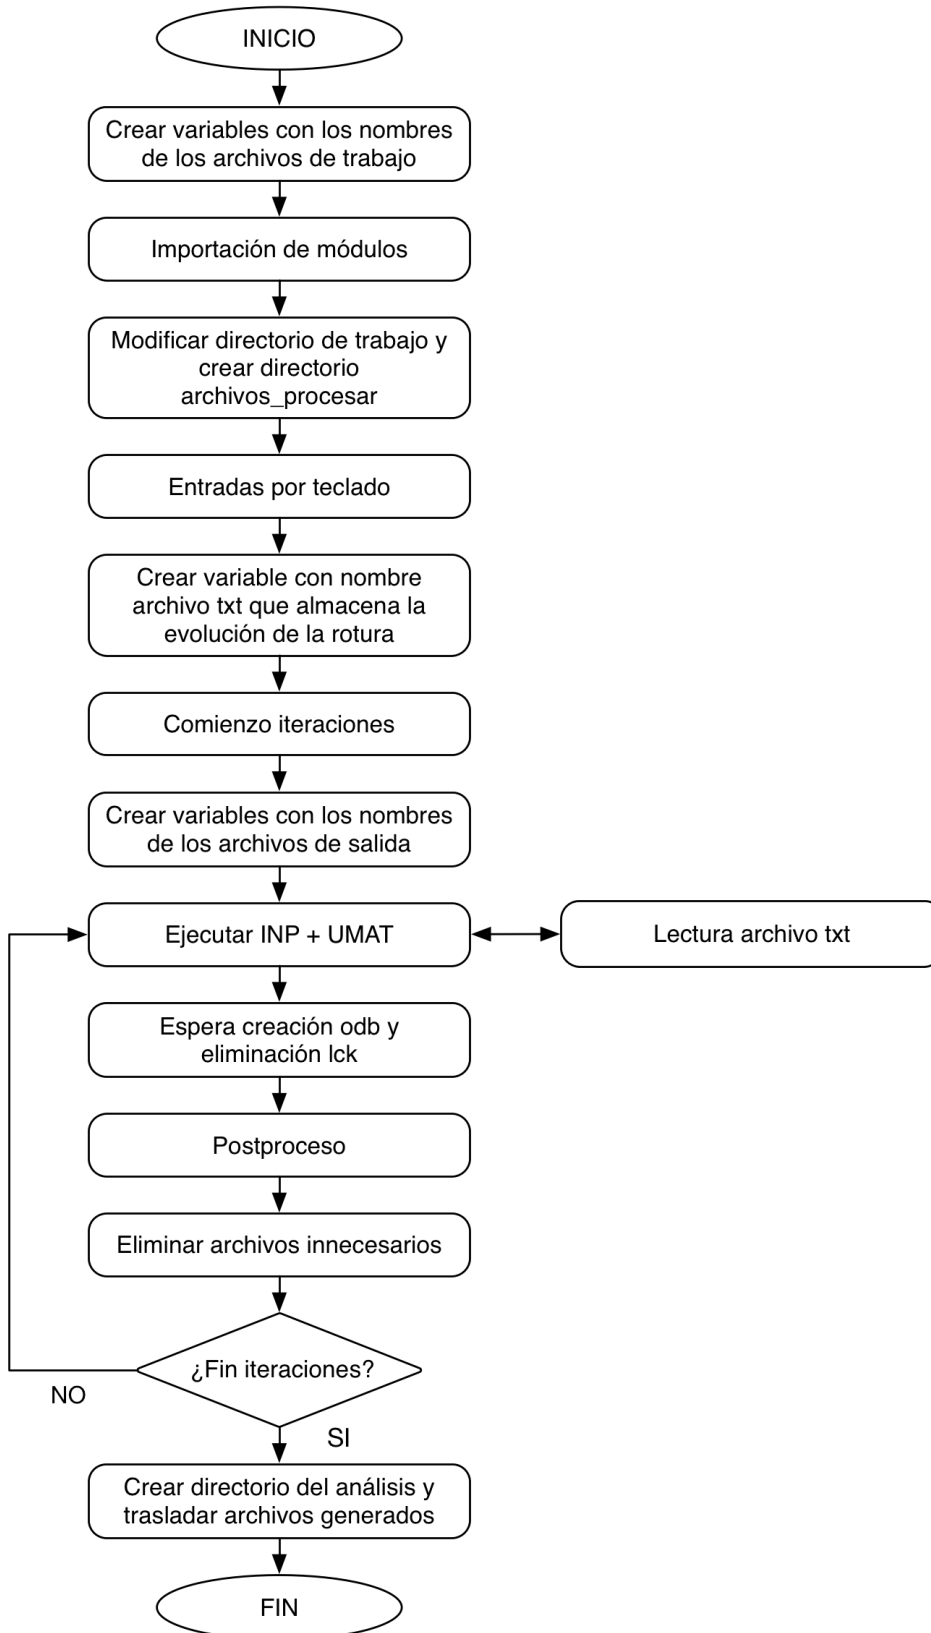 INICIO
Crear variables con los nombres
de los archivos de trabajo
Importación de módulos
Modificar directorio de trabajo y
crear directorio
archivos_procesar
Entradas por teclado
Crear variable con nombre
archivo txt que almacena la
evolución de la rotura
Comienzo iteraciones
Crear variables con los nombres
de los archivos de salida
Ejecutar INP + UMAT
Lectura archivo txt
Espera creación odb y
eliminación lck
Postproceso
Eliminar archivos innecesarios
¿Fin iteraciones?
NO
SI
Crear directorio del análisis y
trasladar archivos generados
FIN